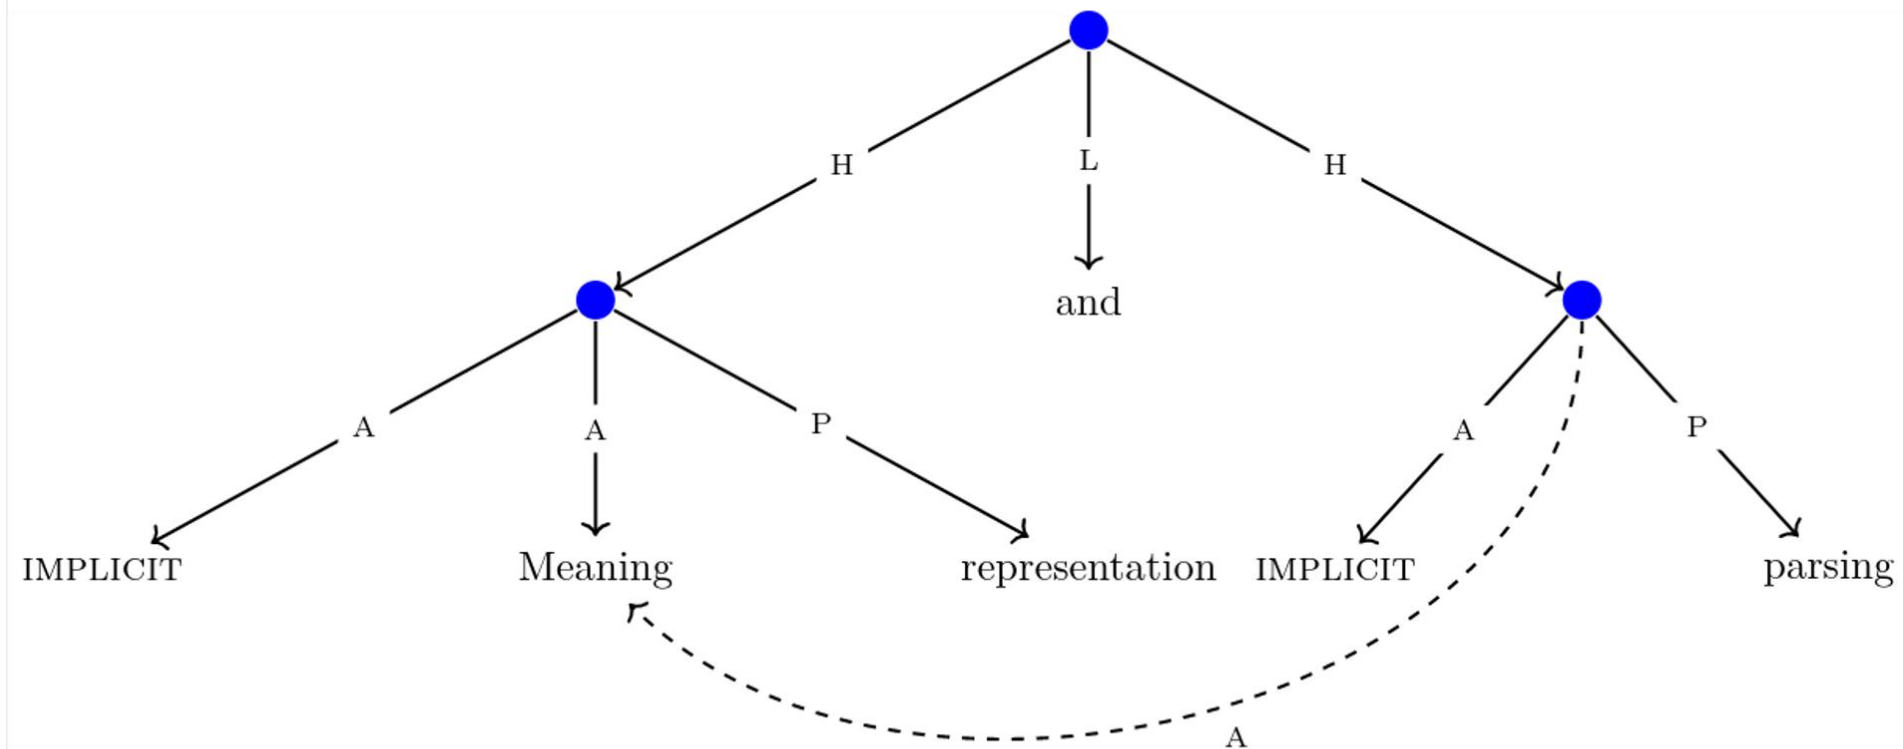 H L H
and
A A P A P
IMPLICIT Meaning representation IMPLICIT parsing
A